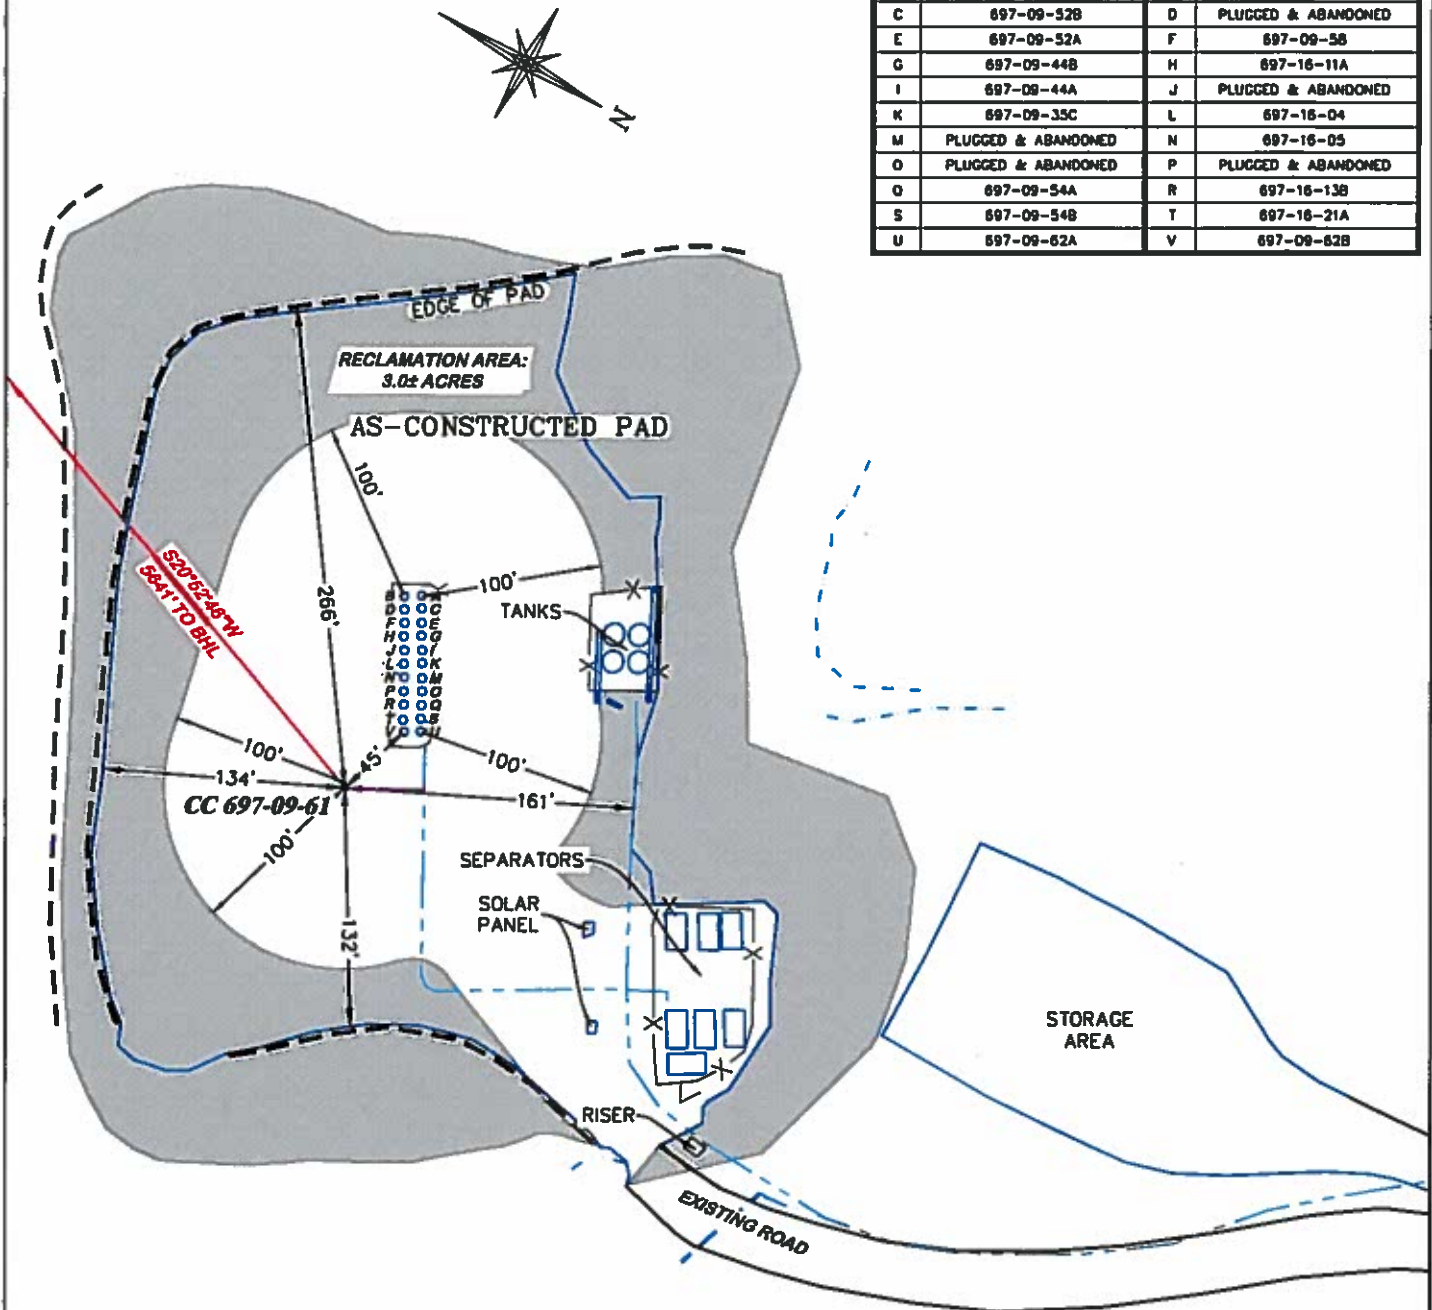 C 697-09-52B D PLUGGED & ABANDONED
E 697-09-52A F 697-09-58
G 697-09-44B H 697-16-11A
I 697-09-44A J PLUGGED & ABANDONED
K 697-09-35C L 697-16-04
M PLUGGED & ABANDONED N 697-16-05
O PLUGGED & ABANDONED P PLUGGED & ABANDONED
Q 697-09-54A R 697-16-13B
S 697-09-54B T 697-16-21A
U 697-09-62A V 697-09-62B
N
EDGE OF PAD
RECLAMATION AREA:
3.0± ACRES
AS-CONSTRUCTED PAD
100'
S20°52'48"W
5641' TO BHL
266'
100'
TANKS
B
D C
F E
H G
J I
L K
N M
P O
R Q
T S
V U
100'
134'
45'
100'
CC 697-09-61
161'
100'
132'
SEPARATORS
SOLAR
PANEL
STORAGE
AREA
RISER
EXISTING ROAD